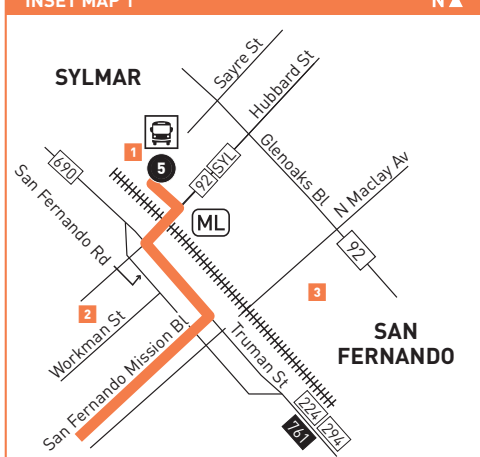 INSET MAP 1
N
SYLMAR
Sayre St
Hubbard St
1
5
690
92
SYL
Glenoaks Bl
N Maclay Av
San Fernando Rd
ML
92
2
3
Workman St
San Fernando Mission Bl
Truman St
SAN
FERNANDO
224
294
761